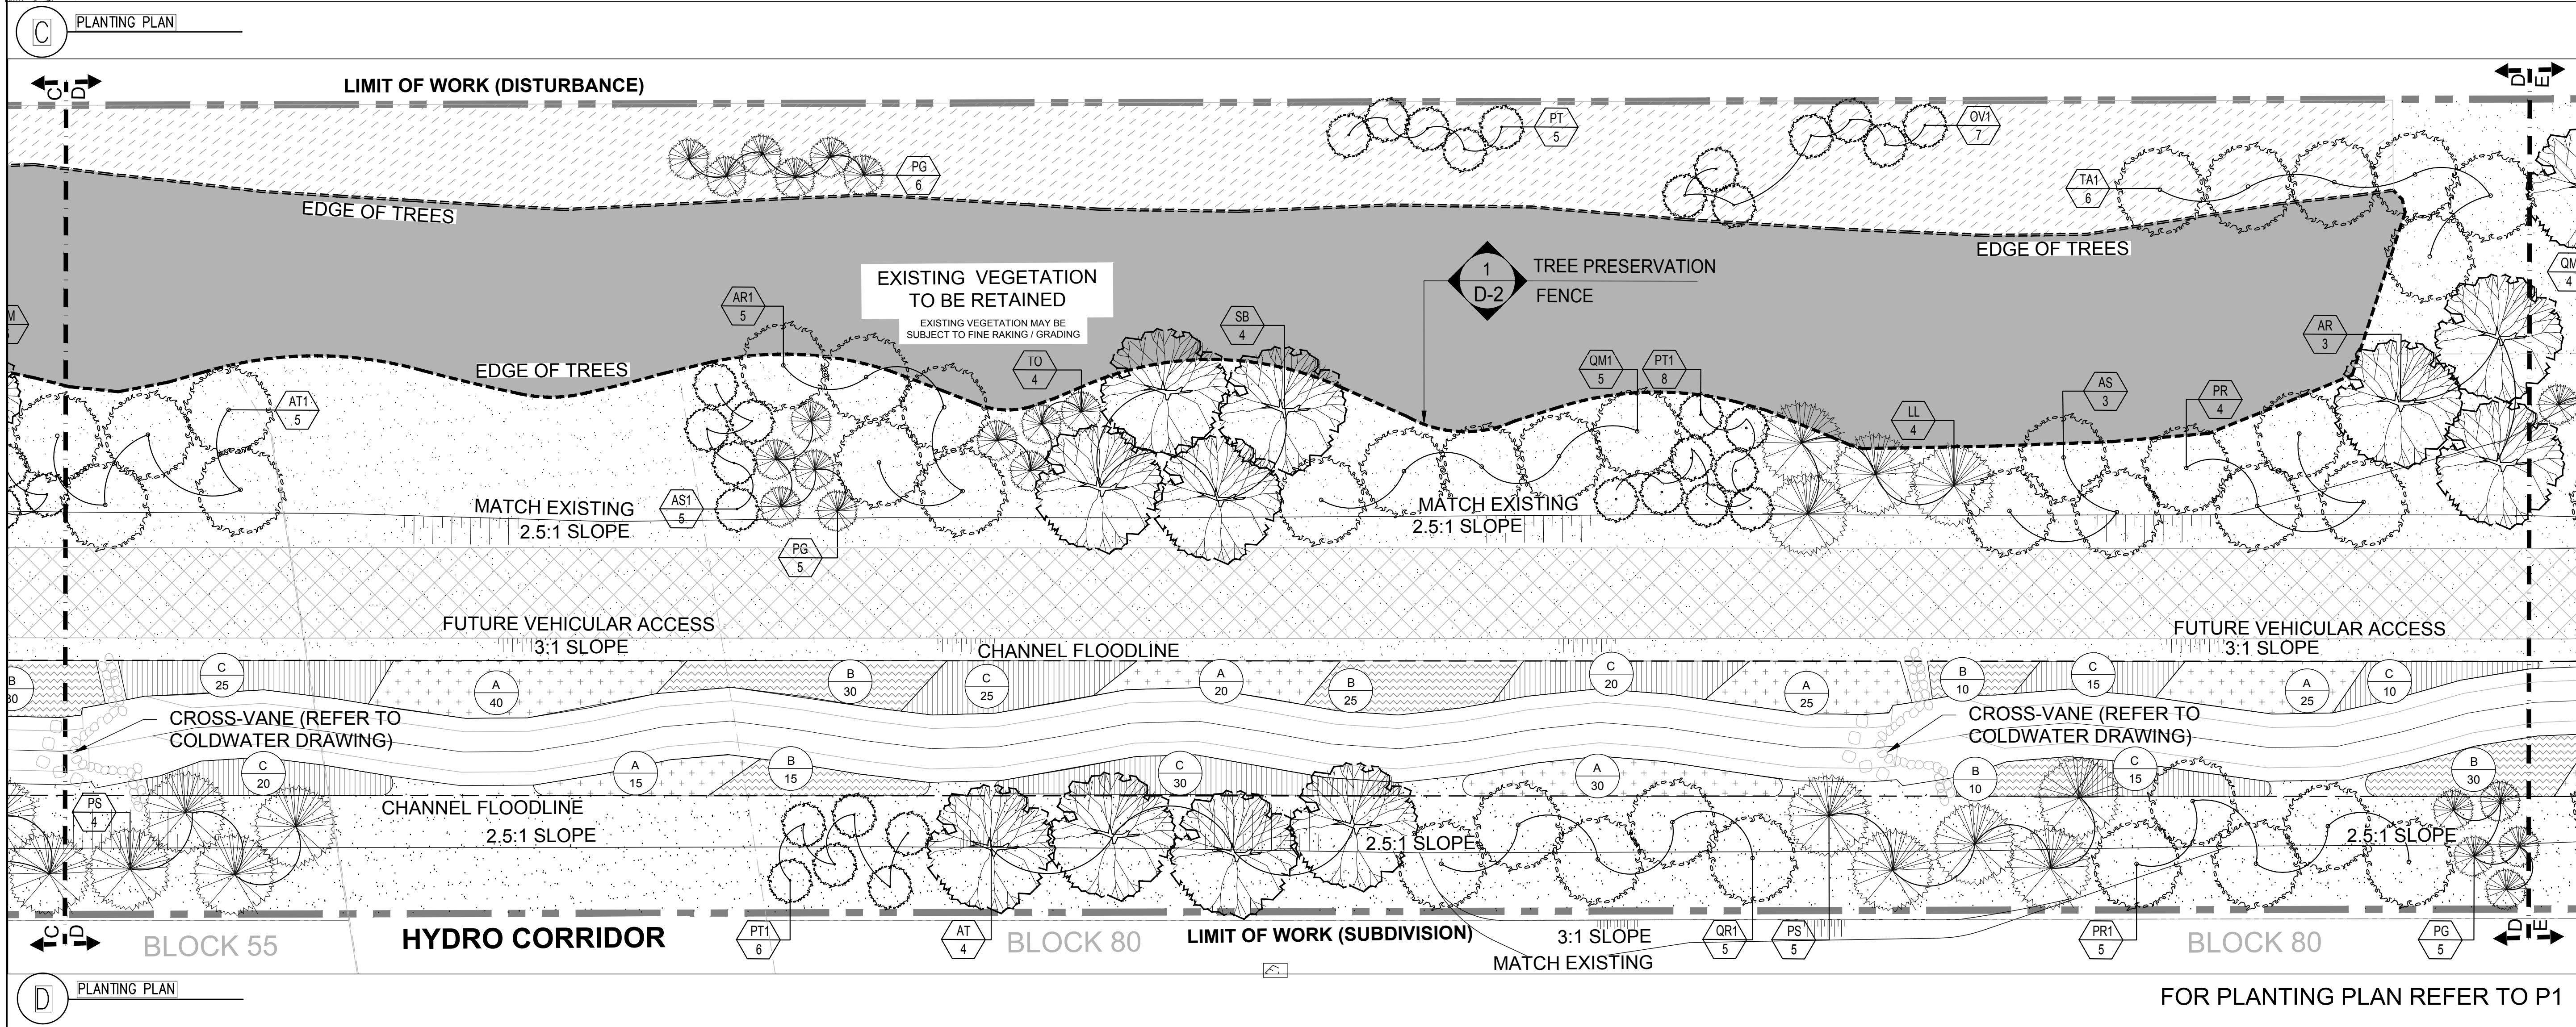 C
PLANTING PLAN
C D
D E
LIMIT OF WORK (DISTURBANCE)
PT
5
OV1
7
PG
6
TA1
6
EDGE OF TREES
EDGE OF TREES
EXISTING VEGETATION
TO BE RETAINED
EXISTING VEGETATION MAY BE
SUBJECT TO FINE RAKING / GRADING
1
D-2
TREE PRESERVATION
FENCE
QM
4
AR1
5
SB
4
AR
3
M
EDGE OF TREES
TO
4
QM1
5
PT1
8
AS
3
PR
4
LL
4
AT1
5
AS1
5
MATCH EXISTING
2.5:1 SLOPE
MATCH EXISTING
2.5:1 SLOPE
PG
5
FUTURE VEHICULAR ACCESS
3:1 SLOPE
CHANNEL FLOODLINE
FUTURE VEHICULAR ACCESS
3:1 SLOPE
B
30
C
25
A
40
B
30
C
25
A
20
B
25
C
20
A
25
B
10
C
15
A
25
C
10
CROSS-VANE (REFER TO
COLDWATER DRAWING)
CROSS-VANE (REFER TO
COLDWATER DRAWING)
C
20
A
15
B
15
C
30
A
30
B
10
C
15
B
30
PS
4
CHANNEL FLOODLINE
2.5:1 SLOPE
2.5:1 SLOPE
2.5:1 SLOPE
C D
BLOCK 55
HYDRO CORRIDOR
PT1
6
AT
4
BLOCK 80
LIMIT OF WORK (SUBDIVISION)
3:1 SLOPE
MATCH EXISTING
QR1
5
PS
5
PR1
5
BLOCK 80
PG
5
D E
D
PLANTING PLAN
FOR PLANTING PLAN REFER TO P1